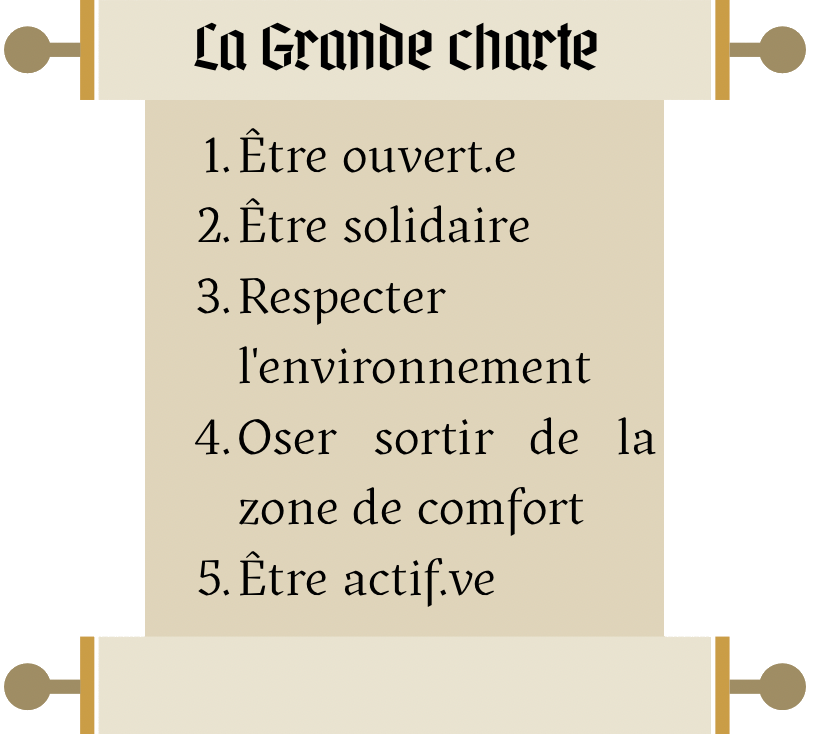 La Grande charte
1. Être ouvert.e
2. Être solidaire
3. Respecter
l'environnement
4. Oser sortir de la
zone de comfort
5. Être actif.ve